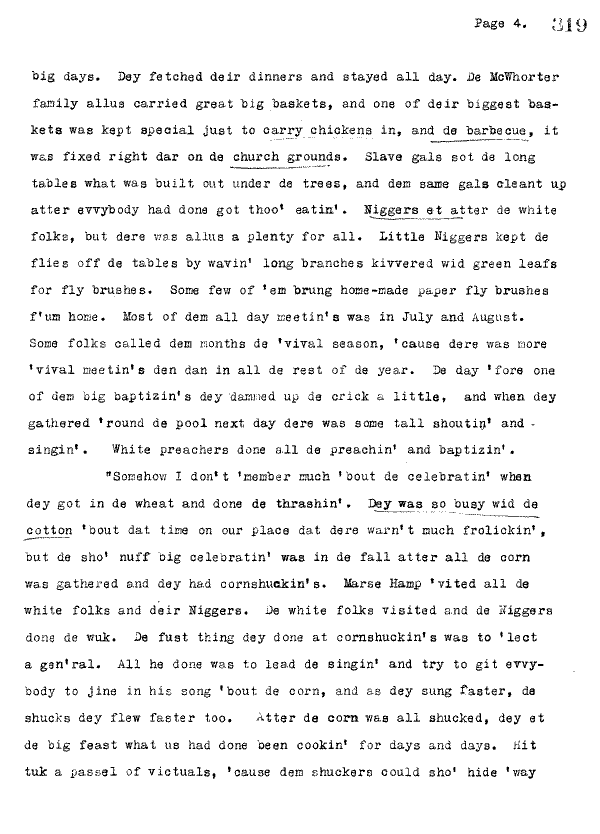 Page 4. 319
big days. Dey fetched deir dinners and stayed all day. De McWhorter
family allus carried great big baskets, and one of deir biggest bas-
kets was kept special just to carry chickens in, and de barbecue, it
was fixed right dar on de church grounds. Slave gals sot de long
tables what was built out under de trees, and dem same gals cleant up
atter evvybody had done got thoo' eatin'. Niggers et atter de white
folks, but dere was allus a plenty for all. Little Niggers kept de
flies off de tables by wavin' long branches kivvered wid green leafs
for fly brushes. Some few of 'em brung home-made paper fly brushes
f'um home. Most of dem all day meetin's was in July and August.
Some folks called dem months de 'vival season, 'cause dere was more
'vival meetin's den dan in all de rest of de year. De day 'fore one
of dem big baptizin's dey dammed up de crick a little, and when dey
gathered 'round de pool next day dere was some tall shoutin' and -
singin'. White preachers done all de preachin' and baptizin'.
"Somehow I don't 'member much 'bout de celebratin' when
dey got in de wheat and done de thrashin'. Dey was so busy wid de
cotton 'bout dat time on our place dat dere warn't much frolickin',
but de sho' nuff big celebratin' was in de fall atter all de corn
was gathered and dey had cornshuckin's. Marse Hamp 'vited all de
white folks and deir Niggers. De white folks visited and de Niggers
done de wuk. De fust thing dey done at cornshuckin's was to 'lect
a gen'ral. All he done was to lead de singin' and try to git evvy-
body to jine in his song 'bout de corn, and as dey sung faster, de
shucks dey flew faster too. Atter de corn was all shucked, dey et
de big feast what us had done been cookin' for days and days. Hit
tuk a passel of victuals, 'cause dem shuckers could sho' hide 'way